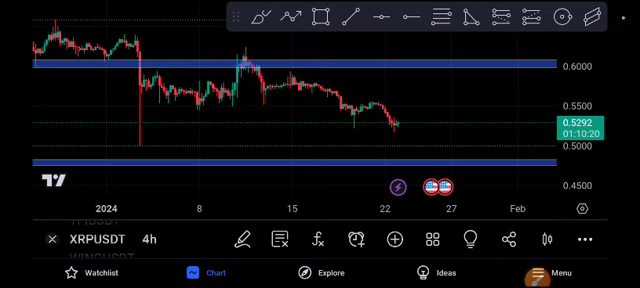 0.6000
0.5500
0.5292
01:10:20
0.5000
0.4500
2024 8 15 22 27 Feb
XRPUSDT 4h
Watchlist Chart Explore Ideas Menu